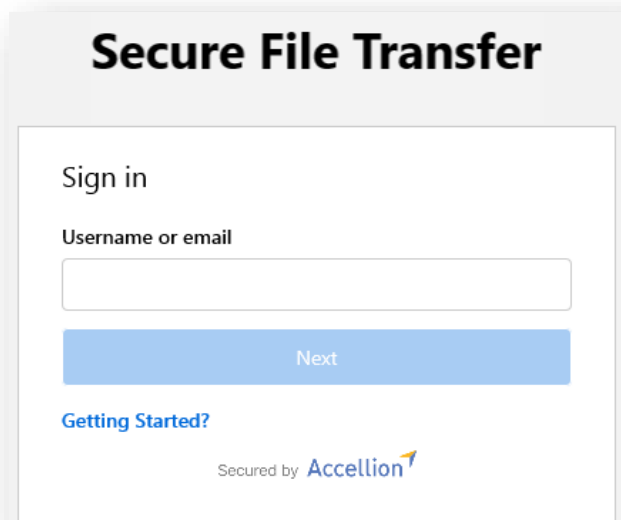 Secure File Transfer
Sign in
Username or email
Next
Getting Started?
Secured by Accellion